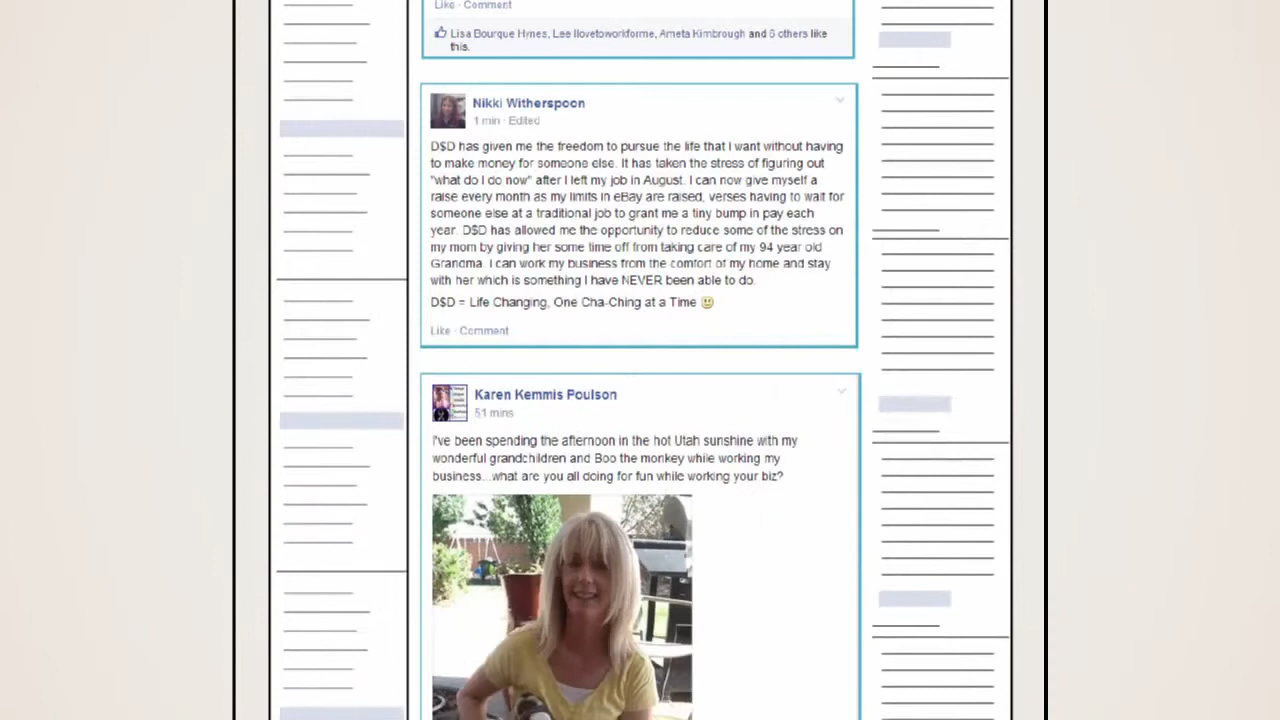 Like · Comment
Lisa Bourque Hynes, Lee Ilovetoworkforme, Ameta Kimbrough and 6 others like
this.
Nikki Witherspoon
1 min · Edited
D$D has given me the freedom to pursue the life that I want without having
to make money for someone else. It has taken the stress of figuring out
"what do I do now" after I left my job in August. I can now give myself a
raise every month as my limits in eBay are raised, verses having to wait for
someone else at a traditional job to grant me a tiny bump in pay each
year. D$D has allowed me the opportunity to reduce some of the stress on
my mom by giving her some time off from taking care of my 94 year old
Grandma. I can work my business from the comfort of my home and stay
with her which is something I have NEVER been able to do.
D$D = Life Changing, One Cha-Ching at a Time 🙂
Like · Comment
Karen Kemmis Poulson
51 mins
I've been spending the afternoon in the hot Utah sunshine with my
wonderful grandchildren and Boo the monkey while working my
business...what are you all doing for fun while working your biz?